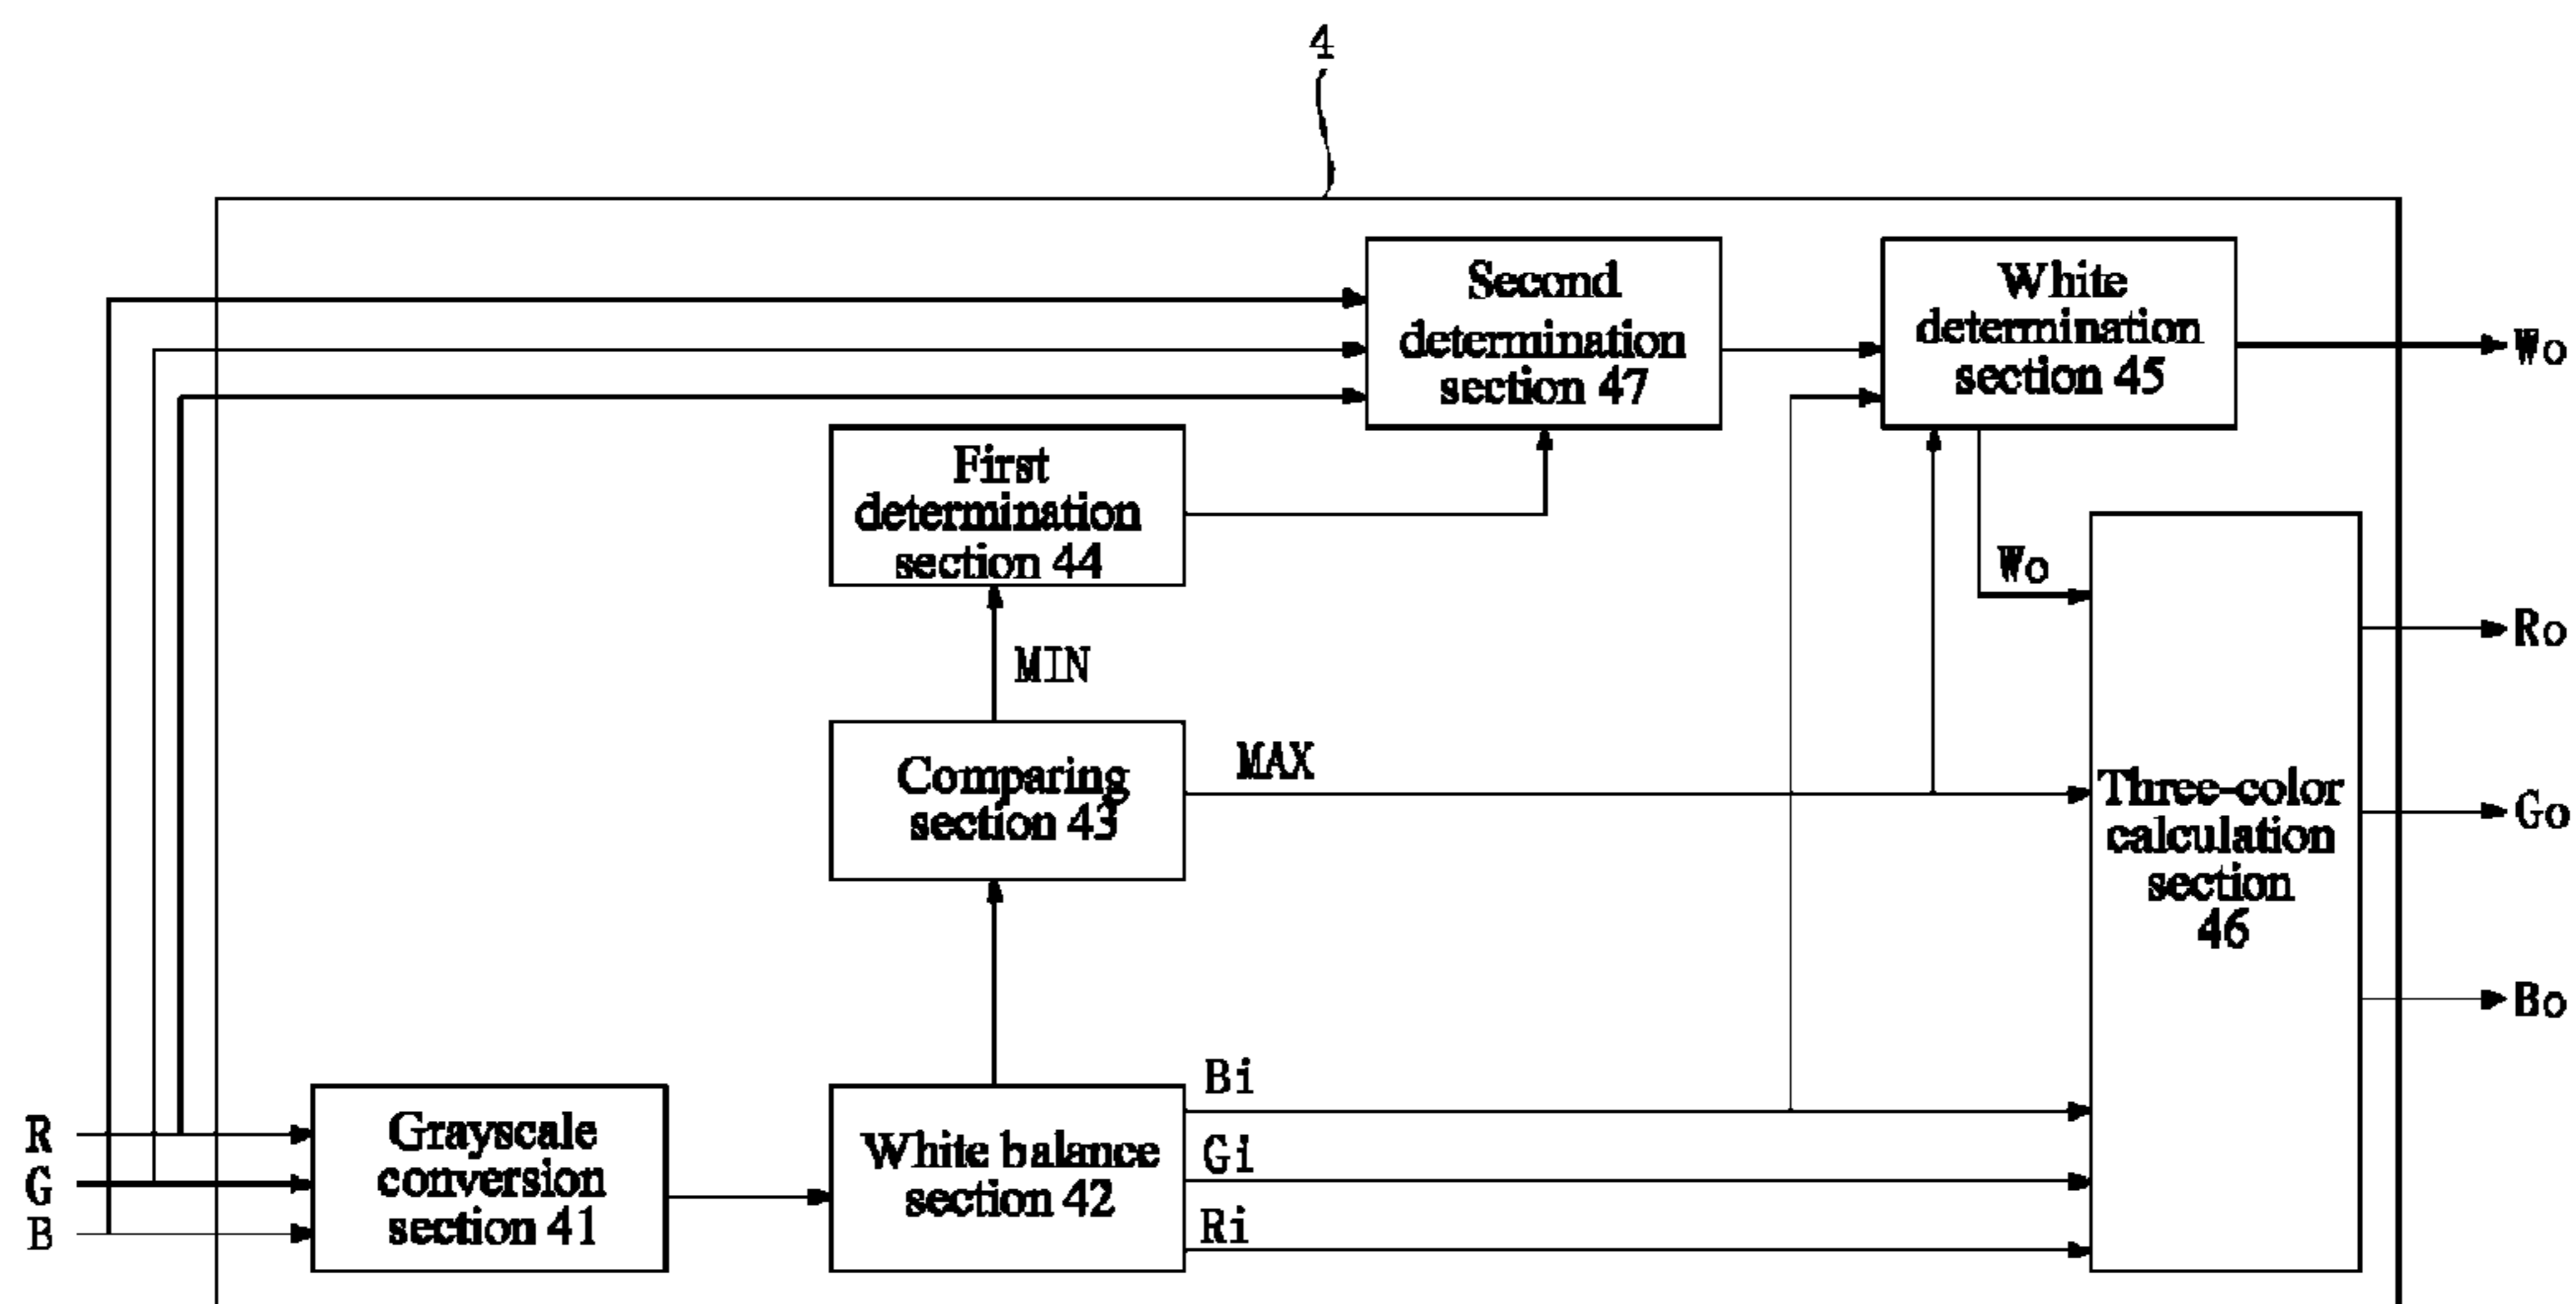 4
Second
determination
section 47
White
determination
section 45
Wo
First
determination
section 44
Wo
Ro
MIN
Comparing
section 43
MAX
Three-color
calculation
section
46
Go
Bo
R
G
B
Grayscale
conversion
section 41
White balance
section 42
Bi
Gi
Ri